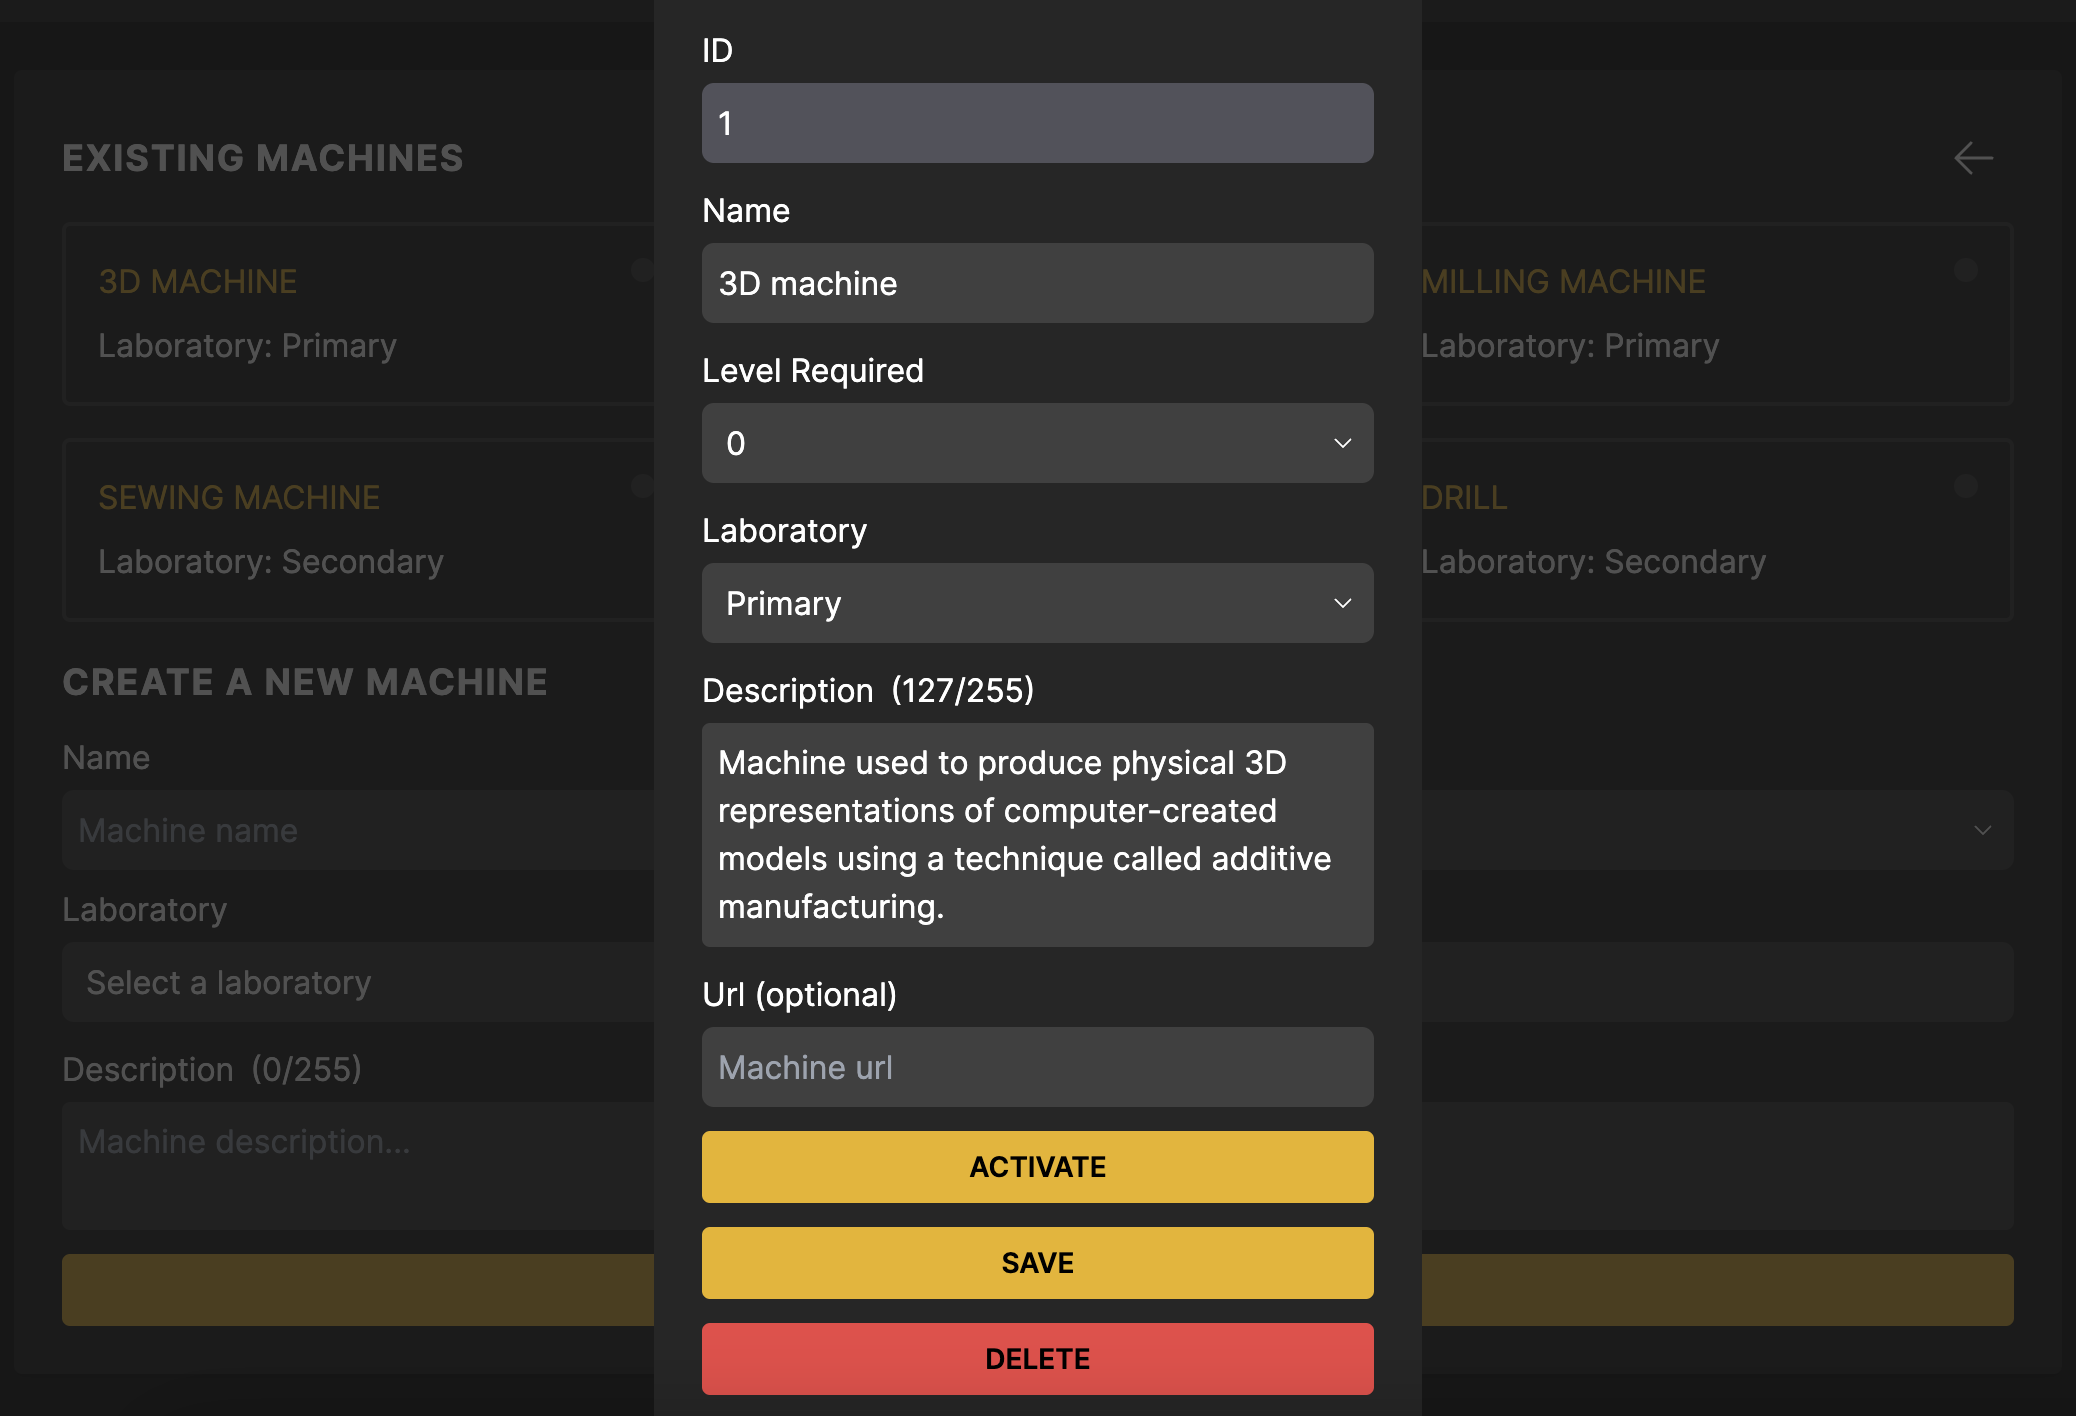 ID
1
Name
3D machine
Level Required
0
Laboratory
Primary
Description (127/255)
Machine used to produce physical 3D
representations of computer-created
models using a technique called additive
manufacturing.
Url (optional)
Machine url
ACTIVATE
SAVE
DELETE
EXISTING MACHINES
3D MACHINE
Laboratory: Primary
MILLING MACHINE
Laboratory: Primary
SEWING MACHINE
Laboratory: Secondary
DRILL
Laboratory: Secondary
CREATE A NEW MACHINE
Name
Machine name
Laboratory
Select a laboratory
Description (0/255)
Machine description...